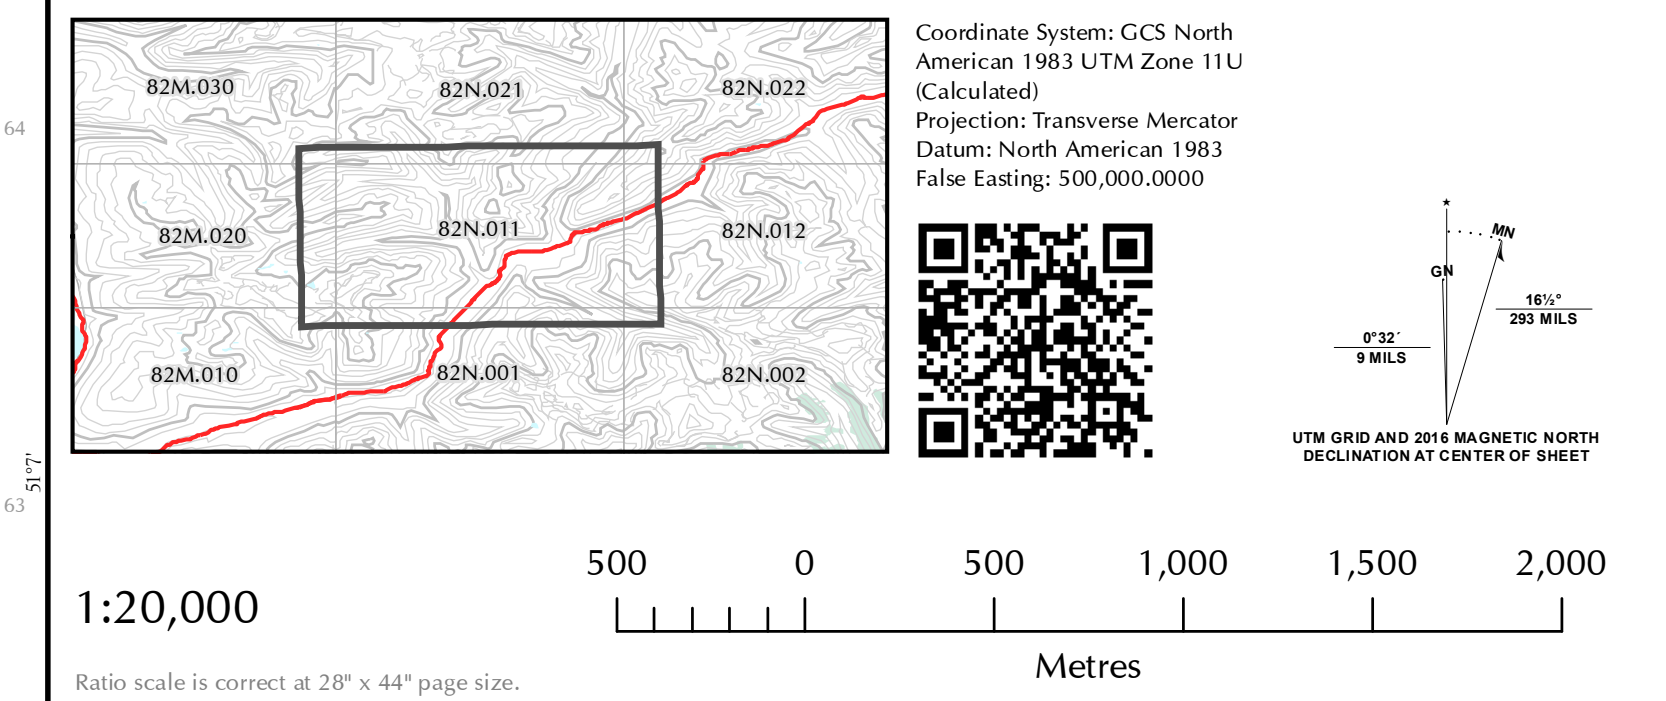 64
63
51°7'
82M.030
82N.021
82N.022
82M.020
82N.011
82N.012
82M.010
82N.001
82N.002
Coordinate System: GCS North
American 1983 UTM Zone 11U
(Calculated)
Projection: Transverse Mercator
Datum: North American 1983
False Easting: 500,000.0000
MN
GN
16½°
293 MILS
0°32´
9 MILS
UTM GRID AND 2016 MAGNETIC NORTH
DECLINATION AT CENTER OF SHEET
1:20,000
Ratio scale is correct at 28" x 44" page size.
500 0 500 1,000 1,500 2,000
Metres